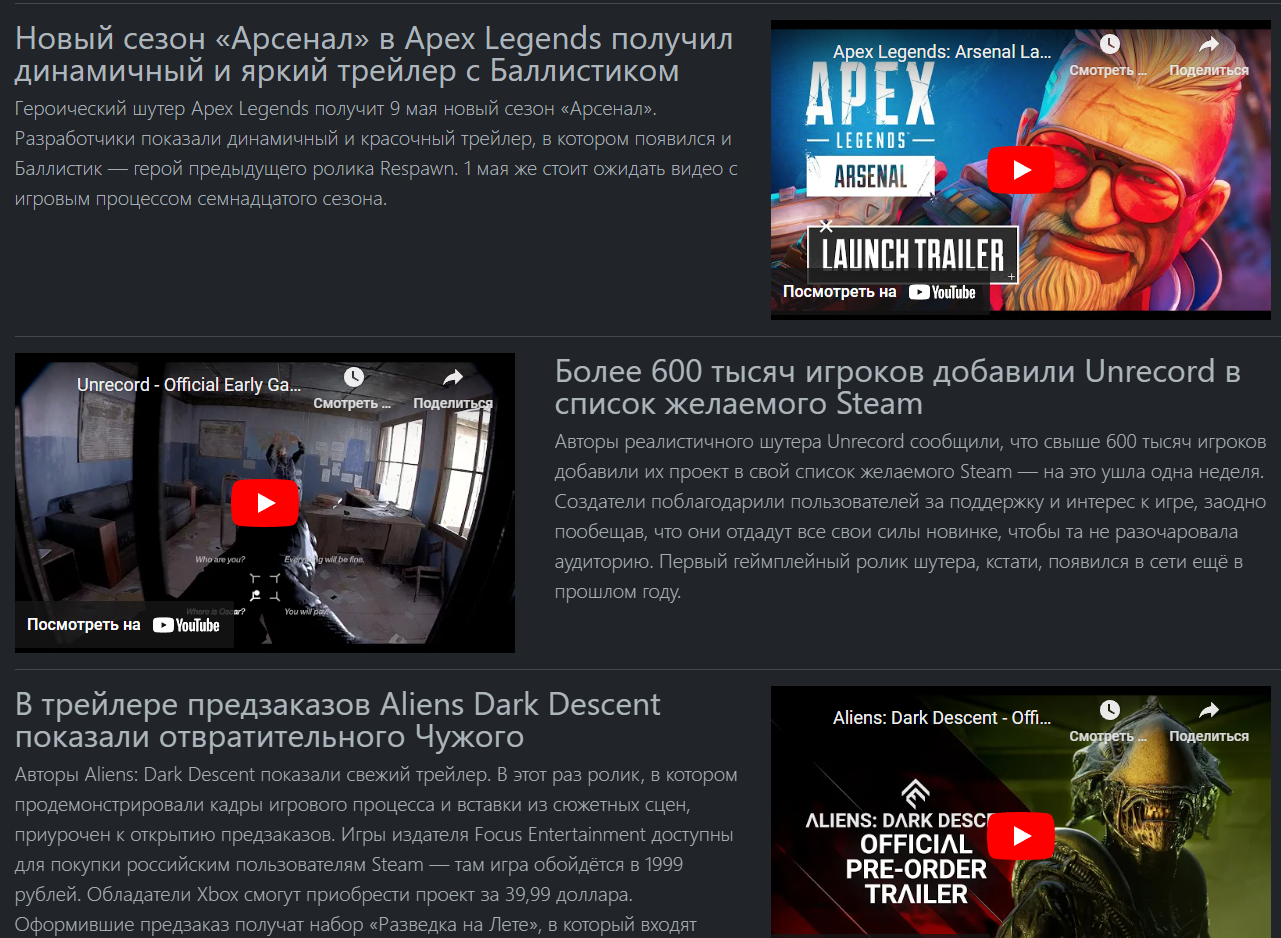 Новый сезон «Арсенал» в Apex Legends получил
динамичный и яркий трейлер с Баллистиком
Героический шутер Apex Legends получит 9 мая новый сезон «Арсенал».
Разработчики показали динамичный и красочный трейлер, в котором появился и
Баллистик — герой предыдущего ролика Respawn. 1 мая же стоит ожидать видео с
игровым процессом семнадцатого сезона.
Apex Legends: Arsenal La...
Смотреть ...
Поделиться
APEX
LEGENDS
ARSENAL
LAUNCH TRAILER
Посмотреть на YouTube
Unrecord - Official Early Ga...
Смотреть ...
Поделиться
Who are you?
Everything will be fine.
Where is Oscar?
You will pay.
Посмотреть на YouTube
Более 600 тысяч игроков добавили Unrecord в
список желаемого Steam
Авторы реалистичного шутера Unrecord сообщили, что свыше 600 тысяч игроков
добавили их проект в свой список желаемого Steam — на это ушла одна неделя.
Создатели поблагодарили пользователей за поддержку и интерес к игре, заодно
пообещав, что они отдадут все свои силы новинке, чтобы та не разочаровала
аудиторию. Первый геймплейный ролик шутера, кстати, появился в сети ещё в
прошлом году.
В трейлере предзаказов Aliens Dark Descent
показали отвратительного Чужого
Авторы Aliens: Dark Descent показали свежий трейлер. В этот раз ролик, в котором
продемонстрировали кадры игрового процесса и вставки из сюжетных сцен,
приурочен к открытию предзаказов. Игры издателя Focus Entertainment доступны
для покупки российским пользователям Steam — там игра обойдётся в 1999
рублей. Обладатели Xbox смогут приобрести проект за 39,99 доллара.
Оформившие предзаказ получат набор «Разведка на Лете», в который входят
Aliens: Dark Descent - Offi...
Смотреть ...
Поделиться
ALIENS: DARK DESCE
OFFICIAL
PRE-ORDER
TRAILER